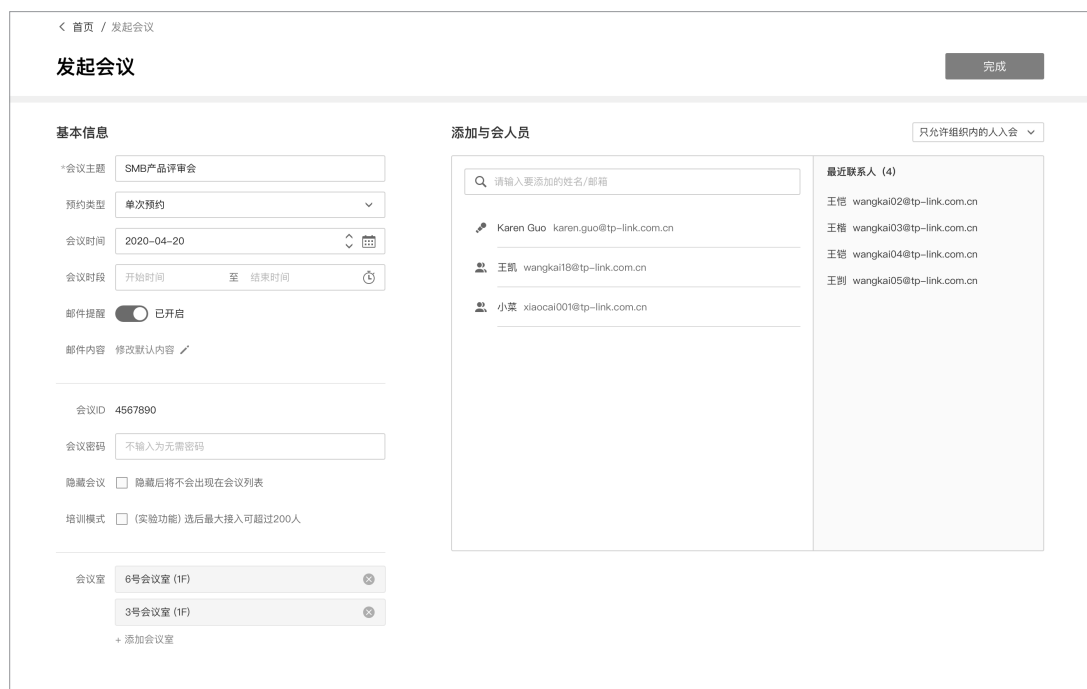 首页 / 发起会议
发起会议
完成
基本信息
*会议主题 SMB产品评审会
预约类型 单次预约
会议时间 2020-04-20
会议时段 开始时间 至 结束时间
邮件提醒 已开启
邮件内容 修改默认内容
会议ID 4567890
会议密码 不输入为无需密码
隐藏会议 隐藏后将不会出现在会议列表
培训模式 (实验功能) 选后最大接入可超过200人
会议室 6号会议室 (1F)
3号会议室 (1F)
+ 添加会议室
添加与会人员
只允许组织内的人入会
请输入要添加的姓名/邮箱
Karen Guo karen.guo@tp-link.com.cn
王凯 wangkai18@tp-link.com.cn
小菜 xiaocai001@tp-link.com.cn
最近联系人 (4)
王恺 wangkai02@tp-link.com.cn
王楷 wangkai03@tp-link.com.cn
王铠 wangkai04@tp-link.com.cn
王剀 wangkai05@tp-link.com.cn